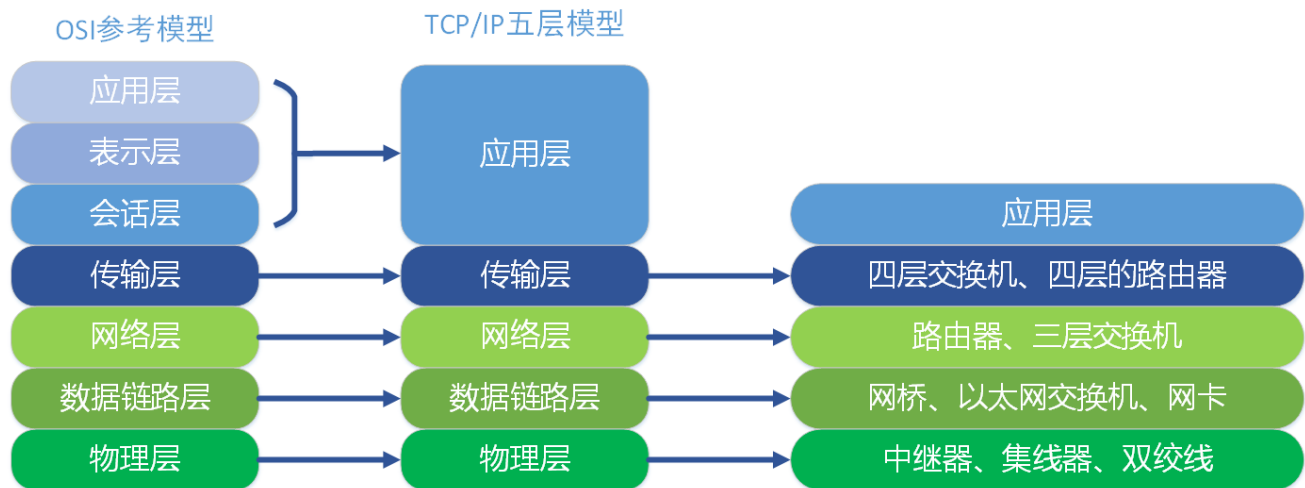 OSI参考模型
应用层
表示层
会话层
传输层
网络层
数据链路层
物理层
TCP/IP五层模型
应用层
传输层
网络层
数据链路层
物理层
应用层
四层交换机、四层的路由器
路由器、三层交换机
网桥、以太网交换机、网卡
中继器、集线器、双绞线